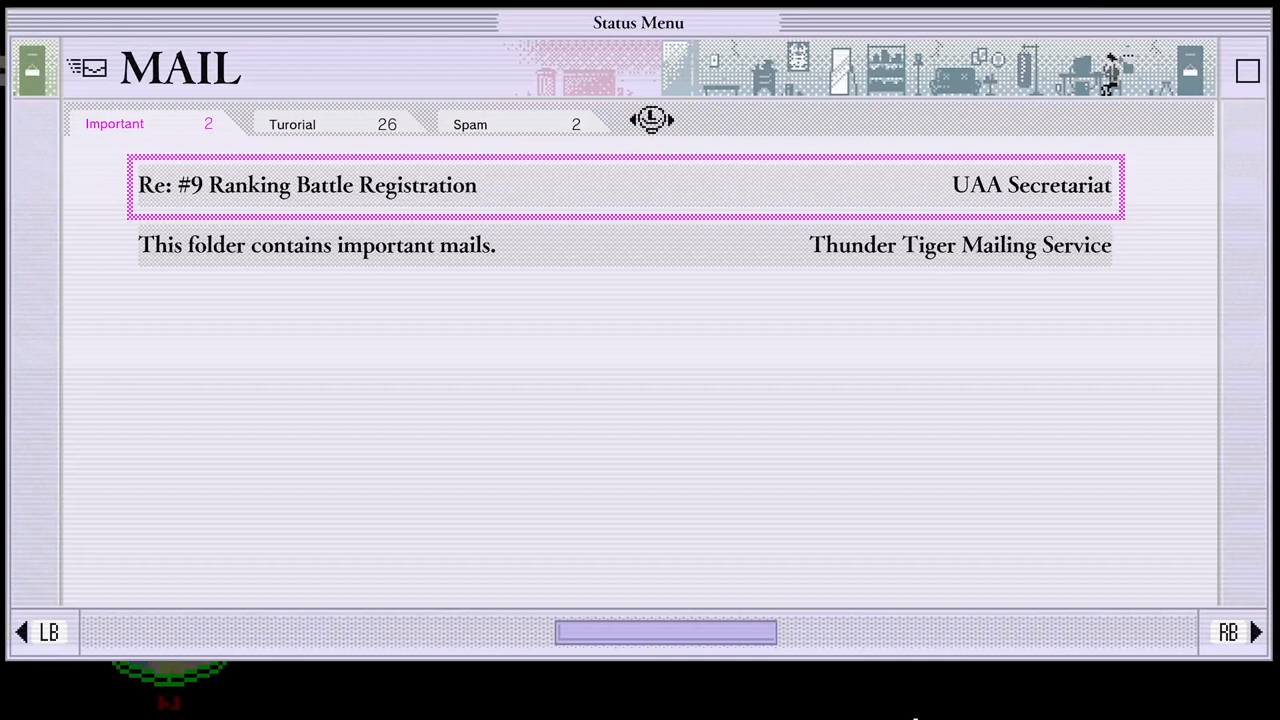 Status Menu
MAIL
Important 2
Turorial 26
Spam 2
L
Re: #9 Ranking Battle Registration UAA Secretariat
This folder contains important mails. Thunder Tiger Mailing Service
LB
RB